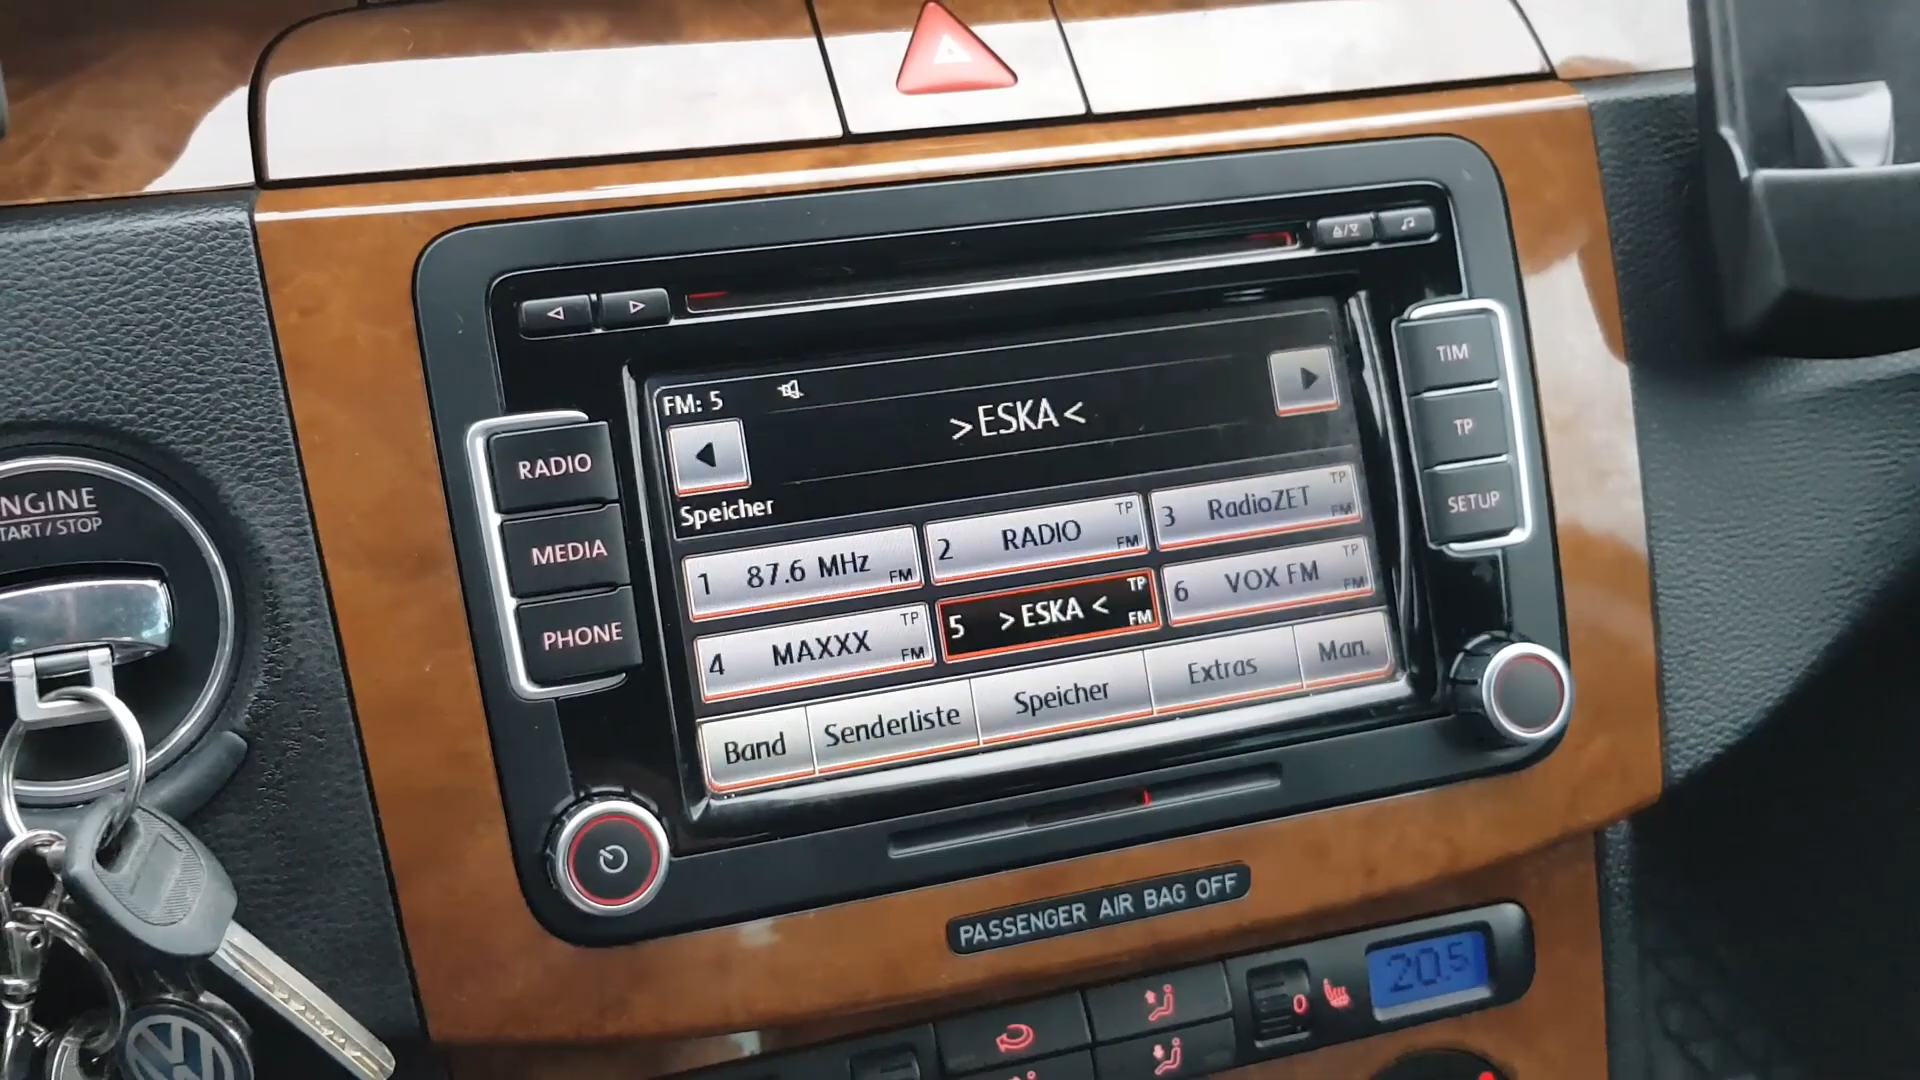 RADIO
MEDIA
PHONE
TIM
TP
SETUP
FM: 5
>ESKA<
Speicher
1 87.6 MHz FM
2 RADIO TP FM
3 RadioZET TP FM
4 MAXXX TP FM
5 >ESKA< TP FM
6 VOX FM TP FM
Band
Senderliste
Speicher
Extras
Man.
PASSENGER AIR BAG OFF
0
20.5
NGINE
TART/STOP